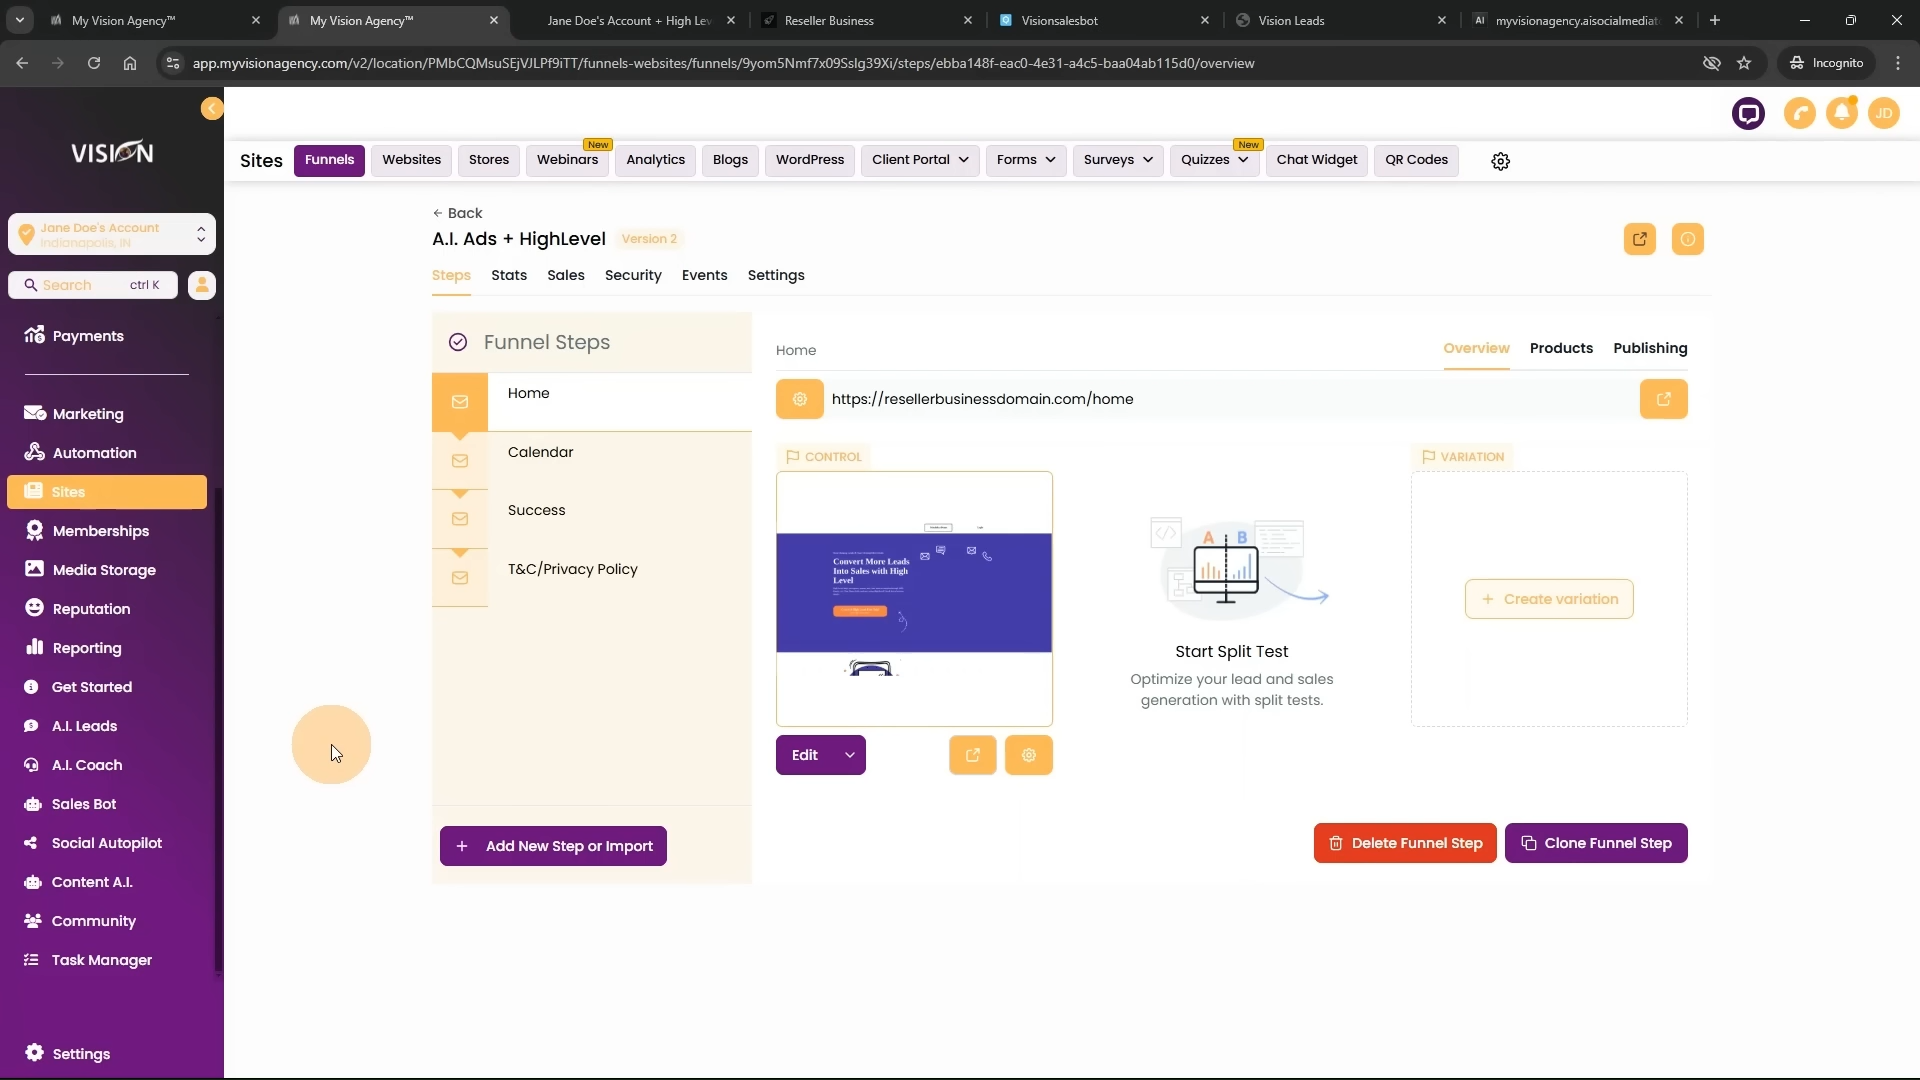 My Vision Agency™
My Vision Agency™
Jane Doe's Account + High Le
Reseller Business
Visionsalesbot
Vision Leads
AI myvisionagency.aisocialmediat
app.myvisionagency.com/v2/location/PMbCQMsuSEjVJLPf9iTT/funnels-websites/funnels/9yom5Nmf7x09Sslg39Xi/steps/ebba148f-eac0-4e31-a4c5-baa04ab115d0/overview
Incognito
VISION
JD
Sites
Funnels
Websites
Stores
Webinars
New
Analytics
Blogs
WordPress
Client Portal
Forms
Surveys
Quizzes
New
Chat Widget
QR Codes
Jane Doe's Account
Indianapolis, IN
Search ctrl K
Payments
Marketing
Automation
Sites
Memberships
Media Storage
Reputation
Reporting
Get Started
A.I. Leads
A.I. Coach
Sales Bot
Social Autopilot
Content A.I.
Community
Task Manager
Settings
← Back
A.I. Ads + HighLevel Version 2
Steps Stats Sales Security Events Settings
Funnel Steps
Home
Calendar
Success
T&C/Privacy Policy
+ Add New Step or Import
Home
Overview Products Publishing
https://resellerbusinessdomain.com/home
CONTROL
Convert More Leads
Into Sales with High
Level
Edit
A B
Start Split Test
Optimize your lead and sales
generation with split tests.
VARIATION
+ Create variation
Delete Funnel Step
Clone Funnel Step